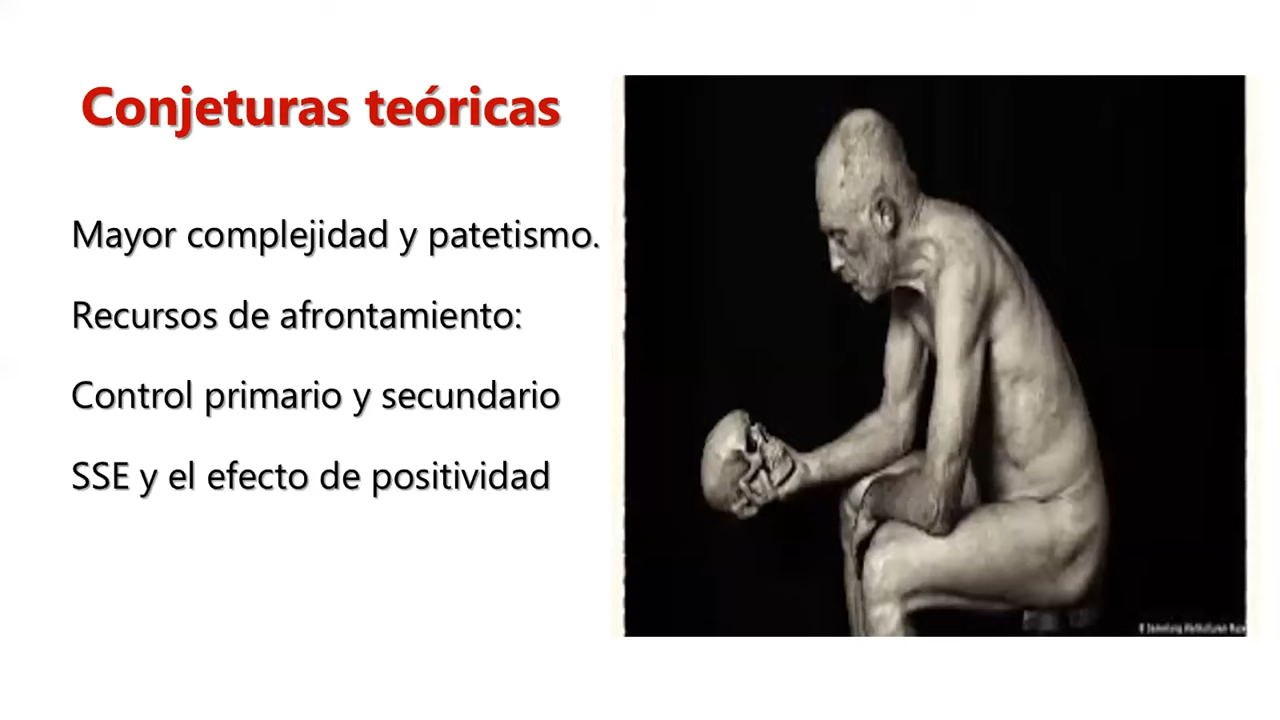 Conjeturas teóricas
Mayor complejidad y patetismo.
Recursos de afrontamiento:
Control primario y secundario
SSE y el efecto de positividad